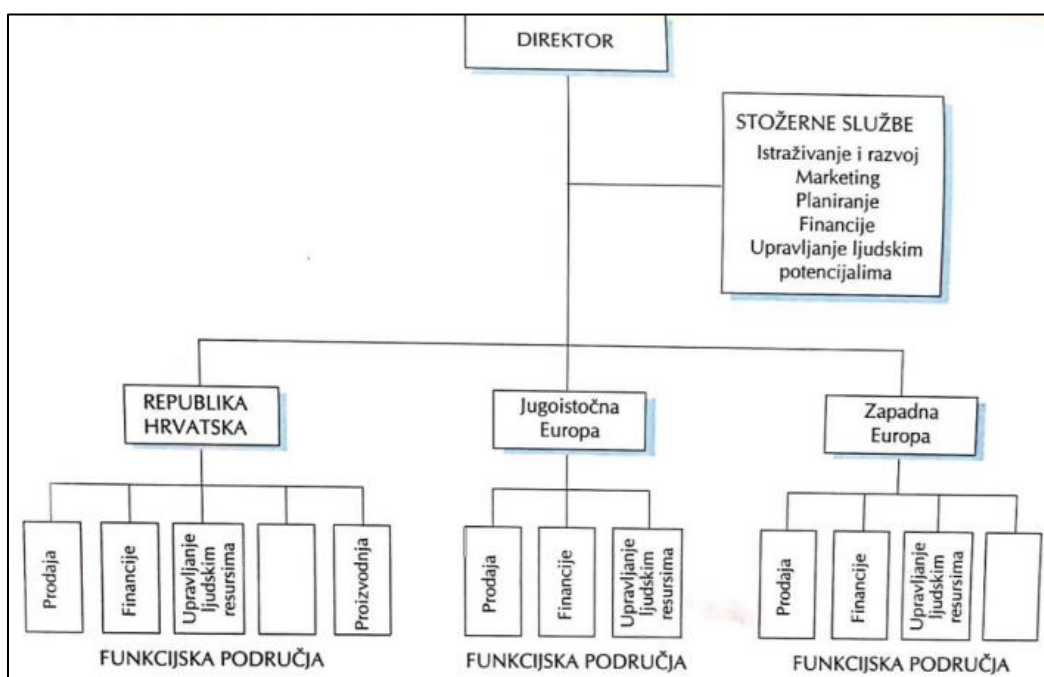 DIREKTOR
STOŽERNE SLUŽBE
Istraživanje i razvoj
Marketing
Planiranje
Financije
Upravljanje ljudskim
potencijalima
REPUBLIKA
HRVATSKA
Jugoistočna
Europa
Zapadna
Europa
Prodaja
Financije
Upravljanje
ljudskim
resursima
Proizvodnja
Prodaja
Financije
Upravljanje
ljudskim
resursima
Prodaja
Financije
Upravljanje
ljudskim
resursima
FUNKCIJSKA PODRUČJA
FUNKCIJSKA PODRUČJA
FUNKCIJSKA PODRUČJA